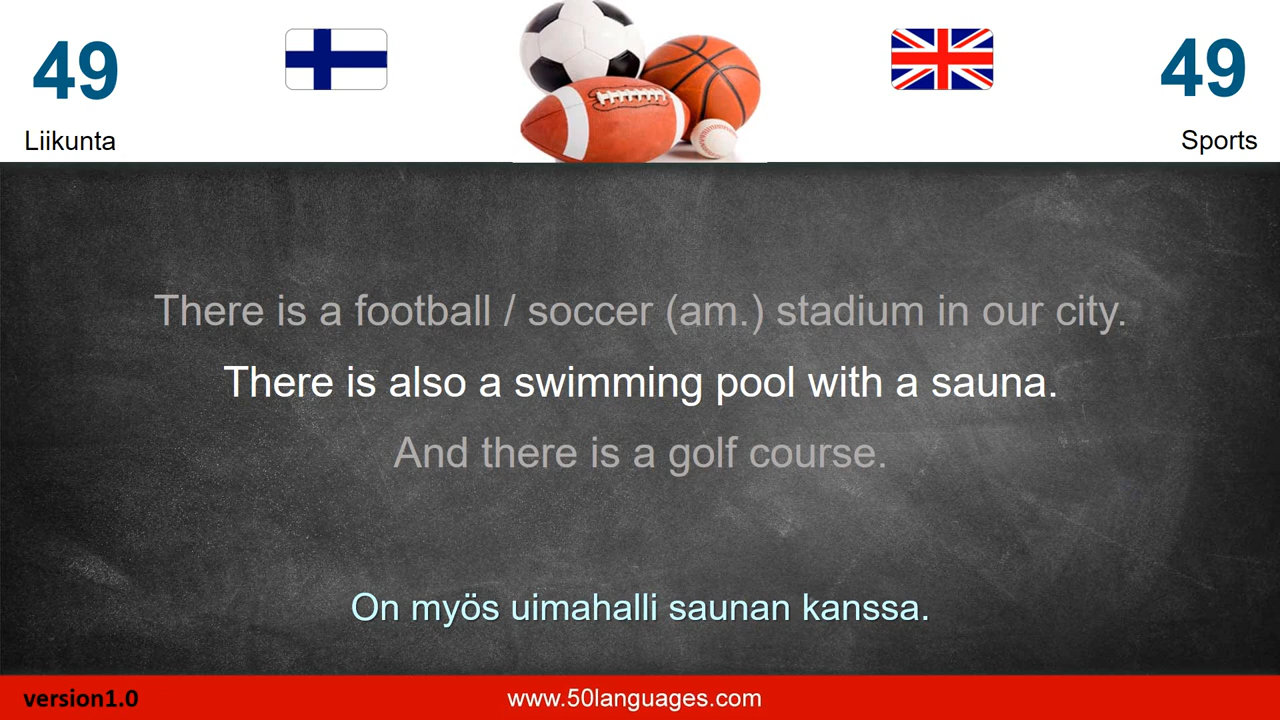 49
49
Liikunta
Sports
There is a football / soccer (am.) stadium in our city.
There is also a swimming pool with a sauna.
And there is a golf course.
On myös uimahalli saunan kanssa.
version1.0
www.50languages.com